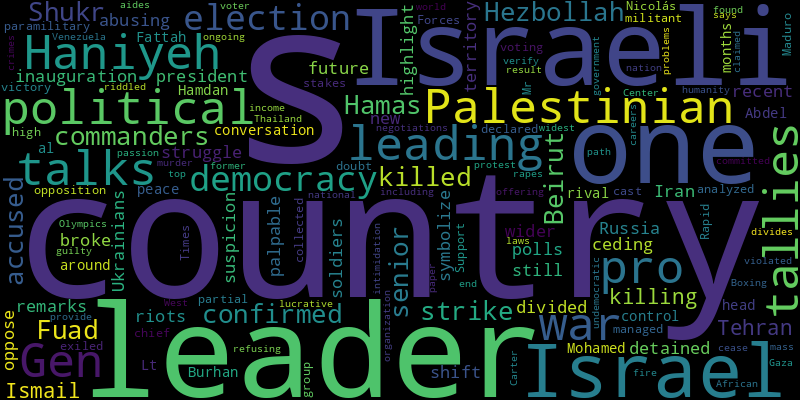 Shukr
abusing
voter
aides
paramilitary
Forces
election
Hezbollah
Nicolás
militant
world
found
says
Maduro
crimes
Venezuela
ongoing
Fattah
Haniyeh
S
Israeli
territory
voting
verify
result
highlight
months
claimed
problems
government
inauguration
president
future
stakes
victory
riddled
Hamdan
Hamas
Mr
nation
Center
humanity
recent
political
income
Thailand
Palestinian
high
commanders
conversation
new
negotiations
declared
widest
careers
Abdel
al
passion
struggle
leading
one
talks
former
murder
doubt
protest
path
committed
top
democracy
killed
rapes
opposition
peace
national
including
offering
rival
cast
Iran
analyzed
tallies
accused
Ukrainians
suspicion
palpable
soldiers
senior
symbolize
Beirut
country
Olympics
broke
guilty
Times
collected
intimidation
Support
laws
wider
Russia
Rapid
divides
around
polls
ceding
violated
still
pro
undemocratic
Boxing
West
partial
lucrative
organization
paper
end
killing
head
remarks
provide
riots
confirmed
strike
divided
War
control
Tehran
oppose
Fuad
chief
managed
exiled
refusing
leader
Mohamed
detained
cease
mass
Gen
Lt
Burhan
group
shift
Carter
Israel
fire
Gaza
African
Ismail